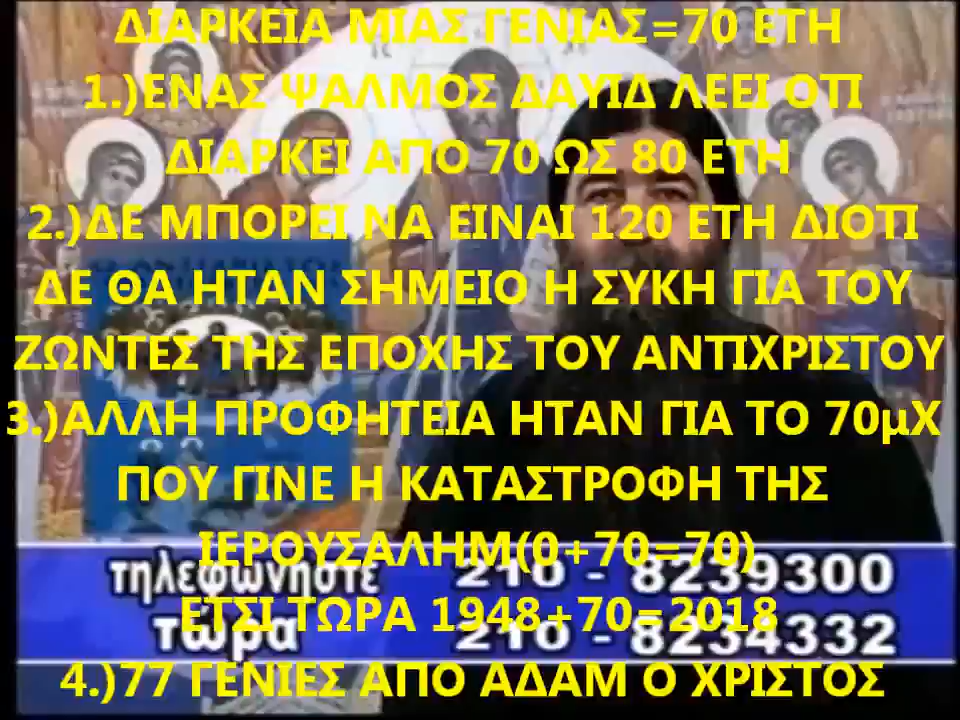 ΔΙΑΡΚΕΙΑ ΜΙΑΣ ΓΕΝΙΑΣ=70 ΕΤΗ
1.)ΕΝΑΣ ΨΑΛΜΟΣ ΔΑΥΙΔ ΛΕΕΙ ΟΤΙ
ΔΙΑΡΚΕΙ ΑΠΟ 70 ΩΣ 80 ΕΤΗ
2.)ΔΕ ΜΠΟΡΕΙ ΝΑ ΕΙΝΑΙ 120 ΕΤΗ ΔΙΟΤΙ
ΔΕ ΘΑ ΗΤΑΝ ΣΗΜΕΙΟ Η ΣΥΚΗ ΓΙΑ ΤΟΥ
ΖΩΝΤΕΣ ΤΗΣ ΕΠΟΧΗΣ ΤΟΥ ΑΝΤΙΧΡΙΣΤΟΥ
3.)ΑΛΛΗ ΠΡΟΦΗΤΕΙΑ ΗΤΑΝ ΓΙΑ ΤΟ 70μΧ
ΠΟΥ ΓΙΝΕ Η ΚΑΤΑΣΤΡΟΦΗ ΤΗΣ
ΙΕΡΟΥΣΑΛΗΜ(0+70=70)
τηλεφωνήστε 210 - 8239300
ΕΤΣΙ ΤΩΡΑ 1948+70=2018
τώρα 210 - 8234332
4.)77 ΓΕΝΙΕΣ ΑΠΟ ΑΔΑΜ Ο ΧΡΙΣΤΟΣ